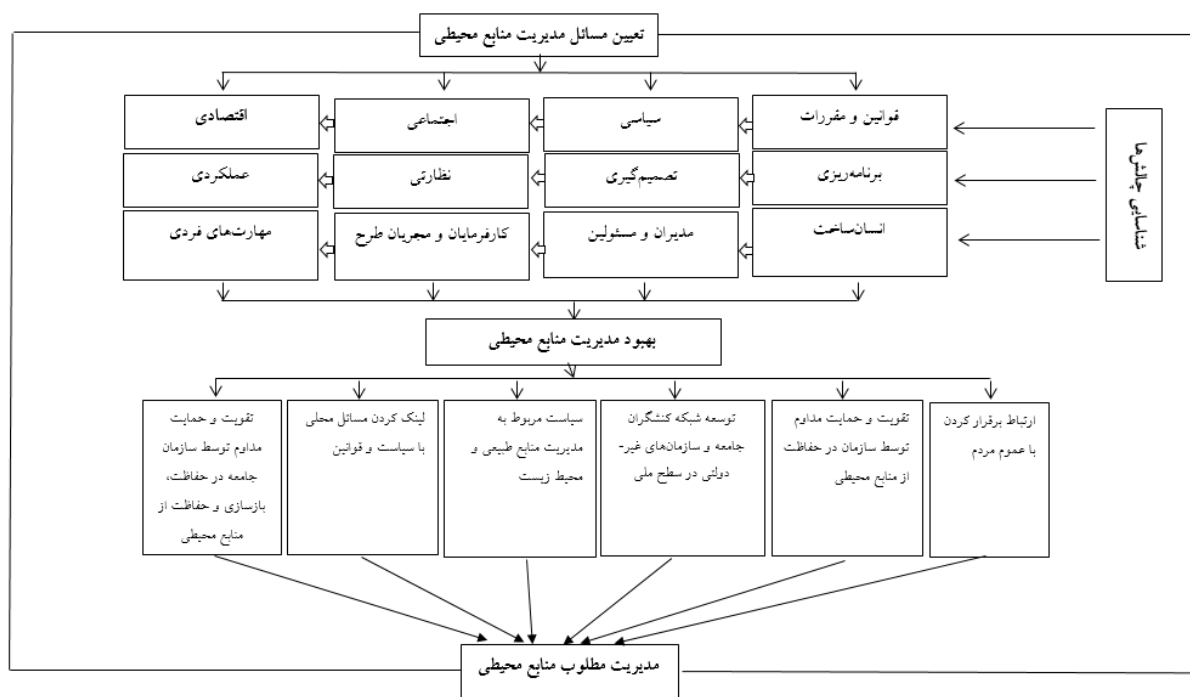 تعیین مسائل مدیریت منابع محیطی
قوانین و مقررات
سیاسی
اجتماعی
اقتصادی
برنامه‌ریزی
تصمیم‌گیری
نظارتی
عملکردی
انسان‌ساخت
مدیران و مسئولین
کارفرمایان و مجریان طرح
مهارت‌های فردی
شناسایی چالش‌ها
بهبود مدیریت منابع محیطی
ارتباط برقرار کردن
با عموم مردم
تقویت و حمایت مداوم
توسط سازمان در حفاظت
از منابع محیطی
توسعه شبکه کنشگران
جامعه و سازمان‌های غیر-
دولتی در سطح ملی
سیاست مربوط به
مدیریت منابع طبیعی و
محیط زیست
لینک کردن مسائل محلی
با سیاست و قوانین
تقویت و حمایت
مداوم توسط سازمان
جامعه در حفاظت،
بازسازی و حفاظت از
منابع محیطی
مدیریت مطلوب منابع محیطی